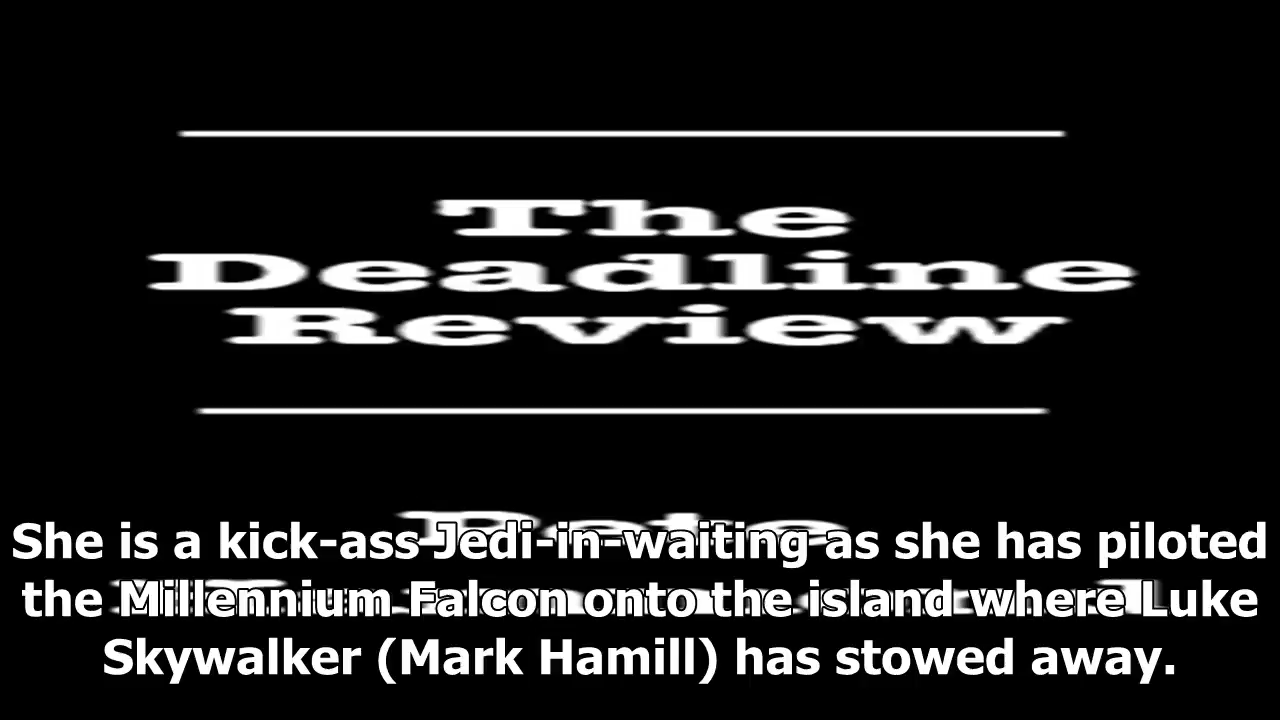 The
Deadline
Review
She is a kick-ass Jedi-in-waiting as she has piloted
the Millennium Falcon onto the island where Luke
Skywalker (Mark Hamill) has stowed away.